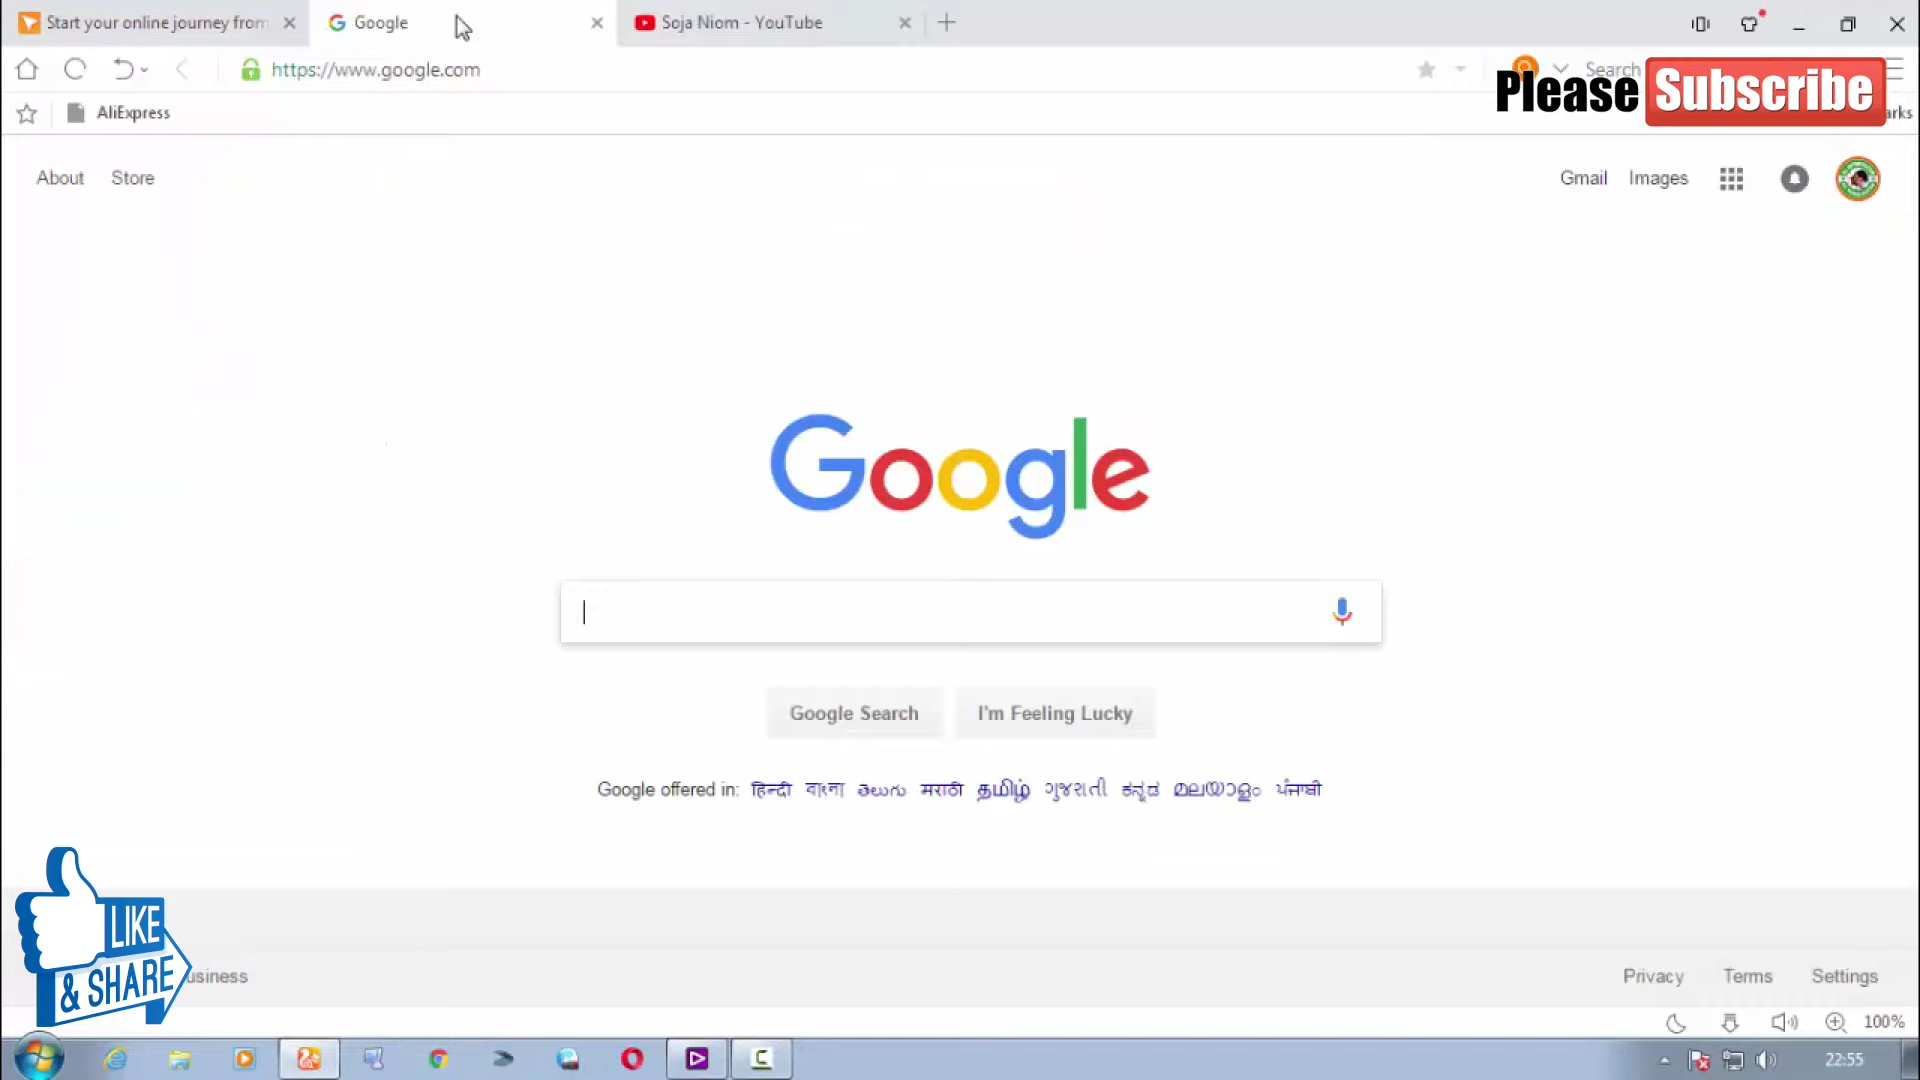 Start your online journey from
Google
Soja Niom - YouTube
https://www.google.com
Search
Please Subscribe
AliExpress
arks
About
Store
Gmail
Images
Google
Google Search
I'm Feeling Lucky
Google offered in: हिन्दी বাংলা తెలుగు मराठी தமிழ் ગુજરાતી ಕನ್ನಡ മലയാളം ਪੰਜਾਬੀ
LIKE
& SHARE
usiness
Privacy
Terms
Settings
100%
22:55